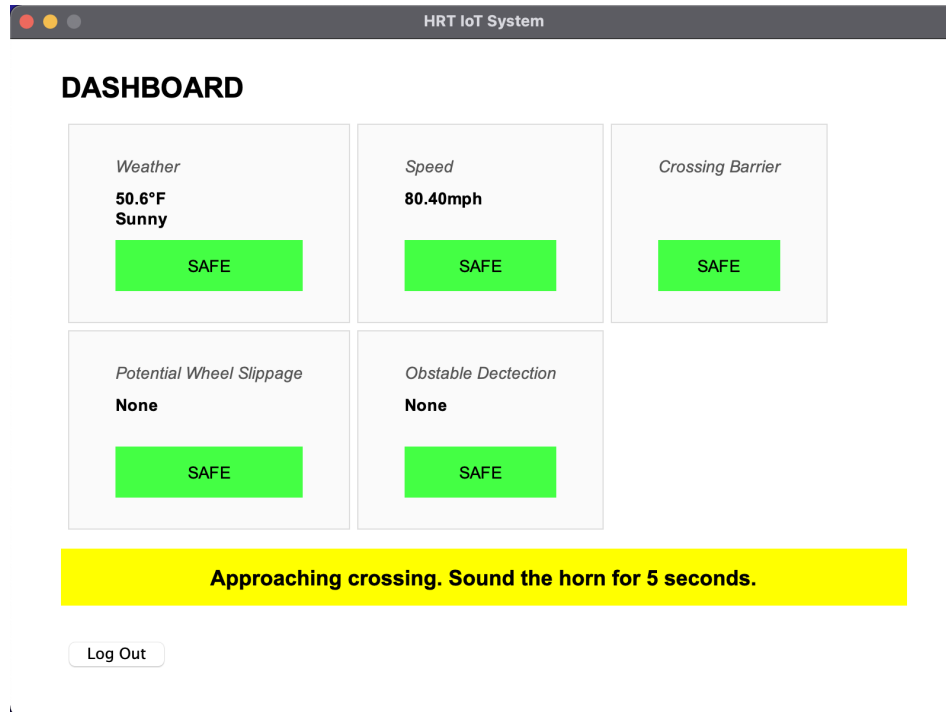 HRT IoT System
DASHBOARD
Weather
50.6°F
Sunny
SAFE
Speed
80.40mph
SAFE
Crossing Barrier
SAFE
Potential Wheel Slippage
None
SAFE
Obstable Dectection
None
SAFE
Approaching crossing. Sound the horn for 5 seconds.
Log Out